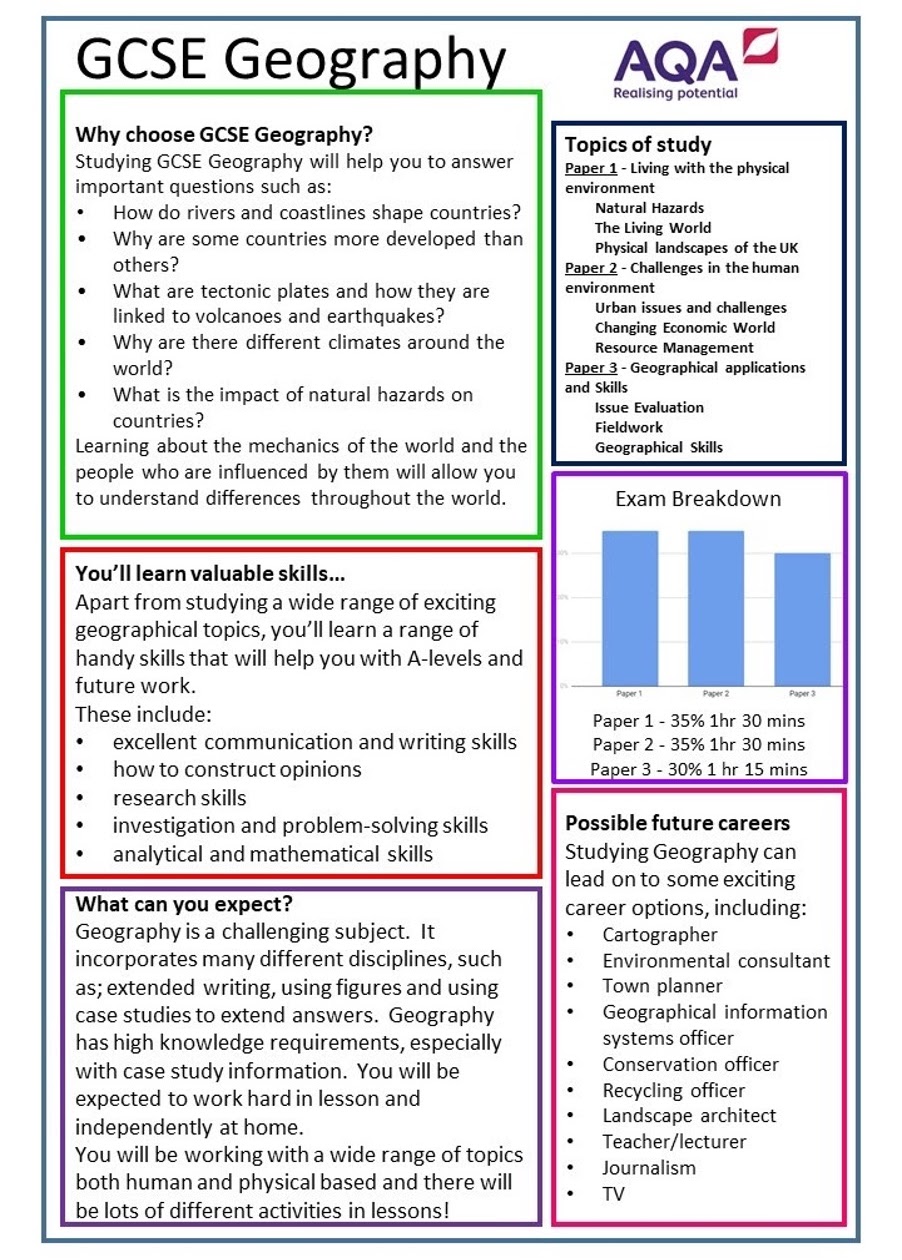 GCSE Geography
AQA
Realising potential
Why choose GCSE Geography?
Studying GCSE Geography will help you to answer
important questions such as:
• How do rivers and coastlines shape countries?
• Why are some countries more developed than
others?
• What are tectonic plates and how they are
linked to volcanoes and earthquakes?
• Why are there different climates around the
world?
• What is the impact of natural hazards on
countries?
Learning about the mechanics of the world and the
people who are influenced by them will allow you
to understand differences throughout the world.
You'll learn valuable skills...
Apart from studying a wide range of exciting
geographical topics, you'll learn a range of
handy skills that will help you with A-levels and
future work.
These include:
• excellent communication and writing skills
• how to construct opinions
• research skills
• investigation and problem-solving skills
• analytical and mathematical skills
What can you expect?
Geography is a challenging subject. It
incorporates many different disciplines, such
as; extended writing, using figures and using
case studies to extend answers. Geography
has high knowledge requirements, especially
with case study information. You will be
expected to work hard in lesson and
independently at home.
You will be working with a wide range of topics
both human and physical based and there will
be lots of different activities in lessons!
Topics of study
Paper 1 - Living with the physical
environment
Natural Hazards
The Living World
Physical landscapes of the UK
Paper 2 - Challenges in the human
environment
Urban issues and challenges
Changing Economic World
Resource Management
Paper 3 - Geographical applications
and Skills
Issue Evaluation
Fieldwork
Geographical Skills
Exam Breakdown
Paper 1 Paper 2 Paper 3
Paper 1 - 35% 1hr 30 mins
Paper 2 - 35% 1hr 30 mins
Paper 3 - 30% 1 hr 15 mins
Possible future careers
Studying Geography can
lead on to some exciting
career options, including:
• Cartographer
• Environmental consultant
• Town planner
• Geographical information
systems officer
• Conservation officer
• Recycling officer
• Landscape architect
• Teacher/lecturer
• Journalism
• TV